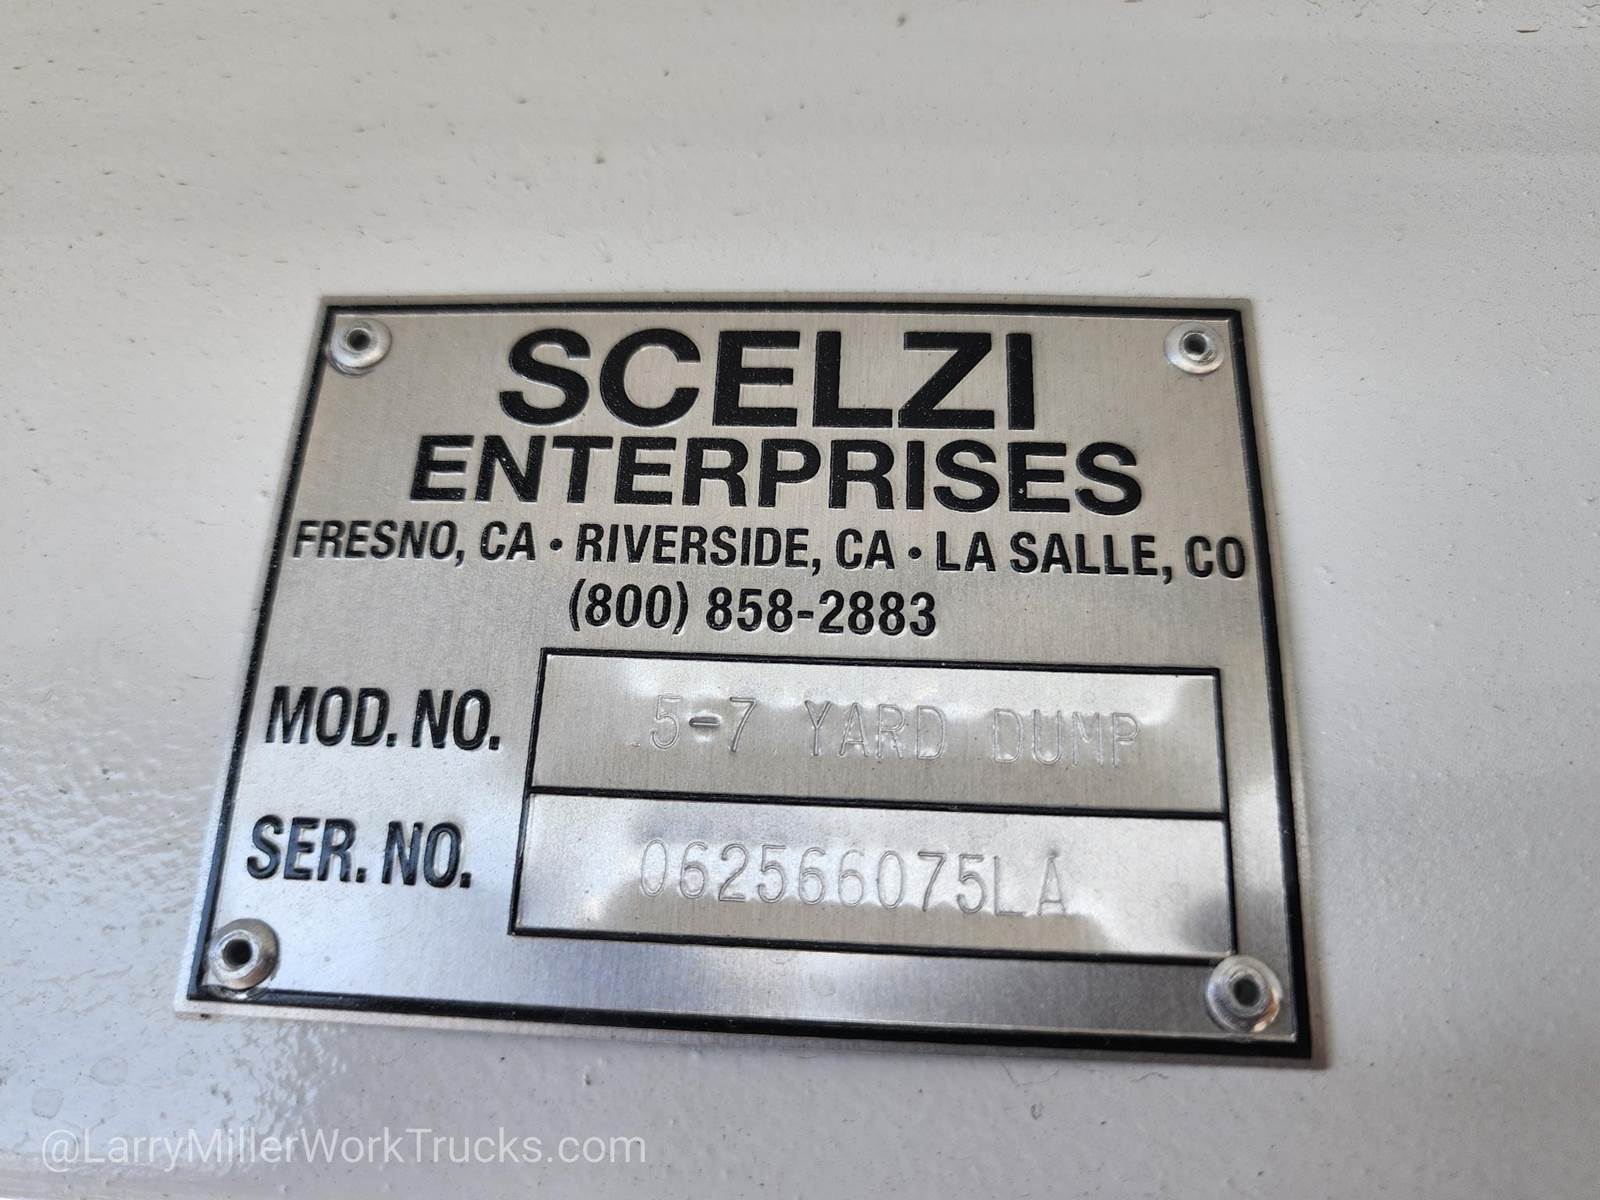 SCELZI
ENTERPRISES
FRESNO, CA • RIVERSIDE, CA • LA SALLE, CO
(800) 858-2883
MOD. NO. 5-7 YARD DUMP
SER. NO. 062566075LA
@LarryMillerWorkTrucks.com